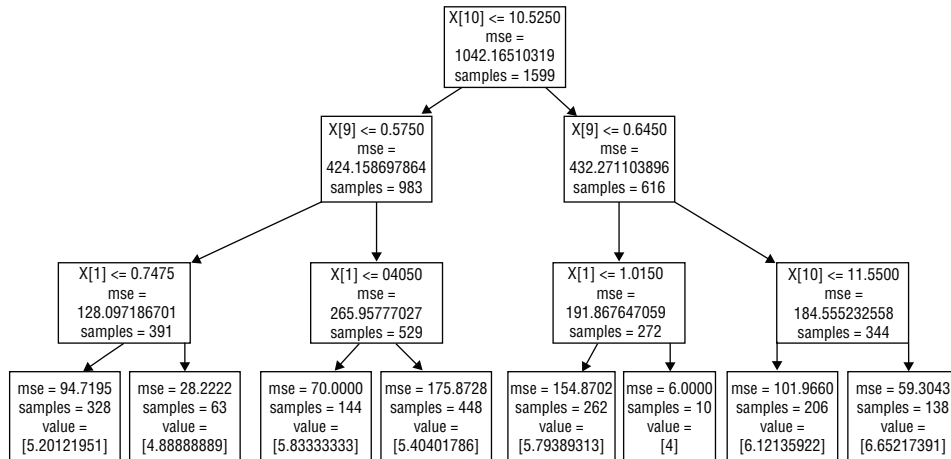 X[10] <= 10.5250
mse =
1042.16510319
samples = 1599
X[9] <= 0.5750
mse =
424.158697864
samples = 983
X[9] <= 0.6450
mse =
432.271103896
samples = 616
X[1] <= 0.7475
mse =
128.097186701
samples = 391
X[1] <= 04050
mse =
265.95777027
samples = 529
X[1] <= 1.0150
mse =
191.867647059
samples = 272
X[10] <= 11.5500
mse =
184.555232558
samples = 344
mse = 94.7195
samples = 328
value =
[5.20121951]
mse = 28.2222
samples = 63
value =
[4.88888889]
mse = 70.0000
samples = 144
value =
[5.83333333]
mse = 175.8728
samples = 448
value =
[5.40401786]
mse = 154.8702
samples = 262
value =
[5.79389313]
mse = 6.0000
samples = 10
value =
[4]
mse = 101.9660
samples = 206
value =
[6.12135922]
mse = 59.3043
samples = 138
value =
[6.65217391]